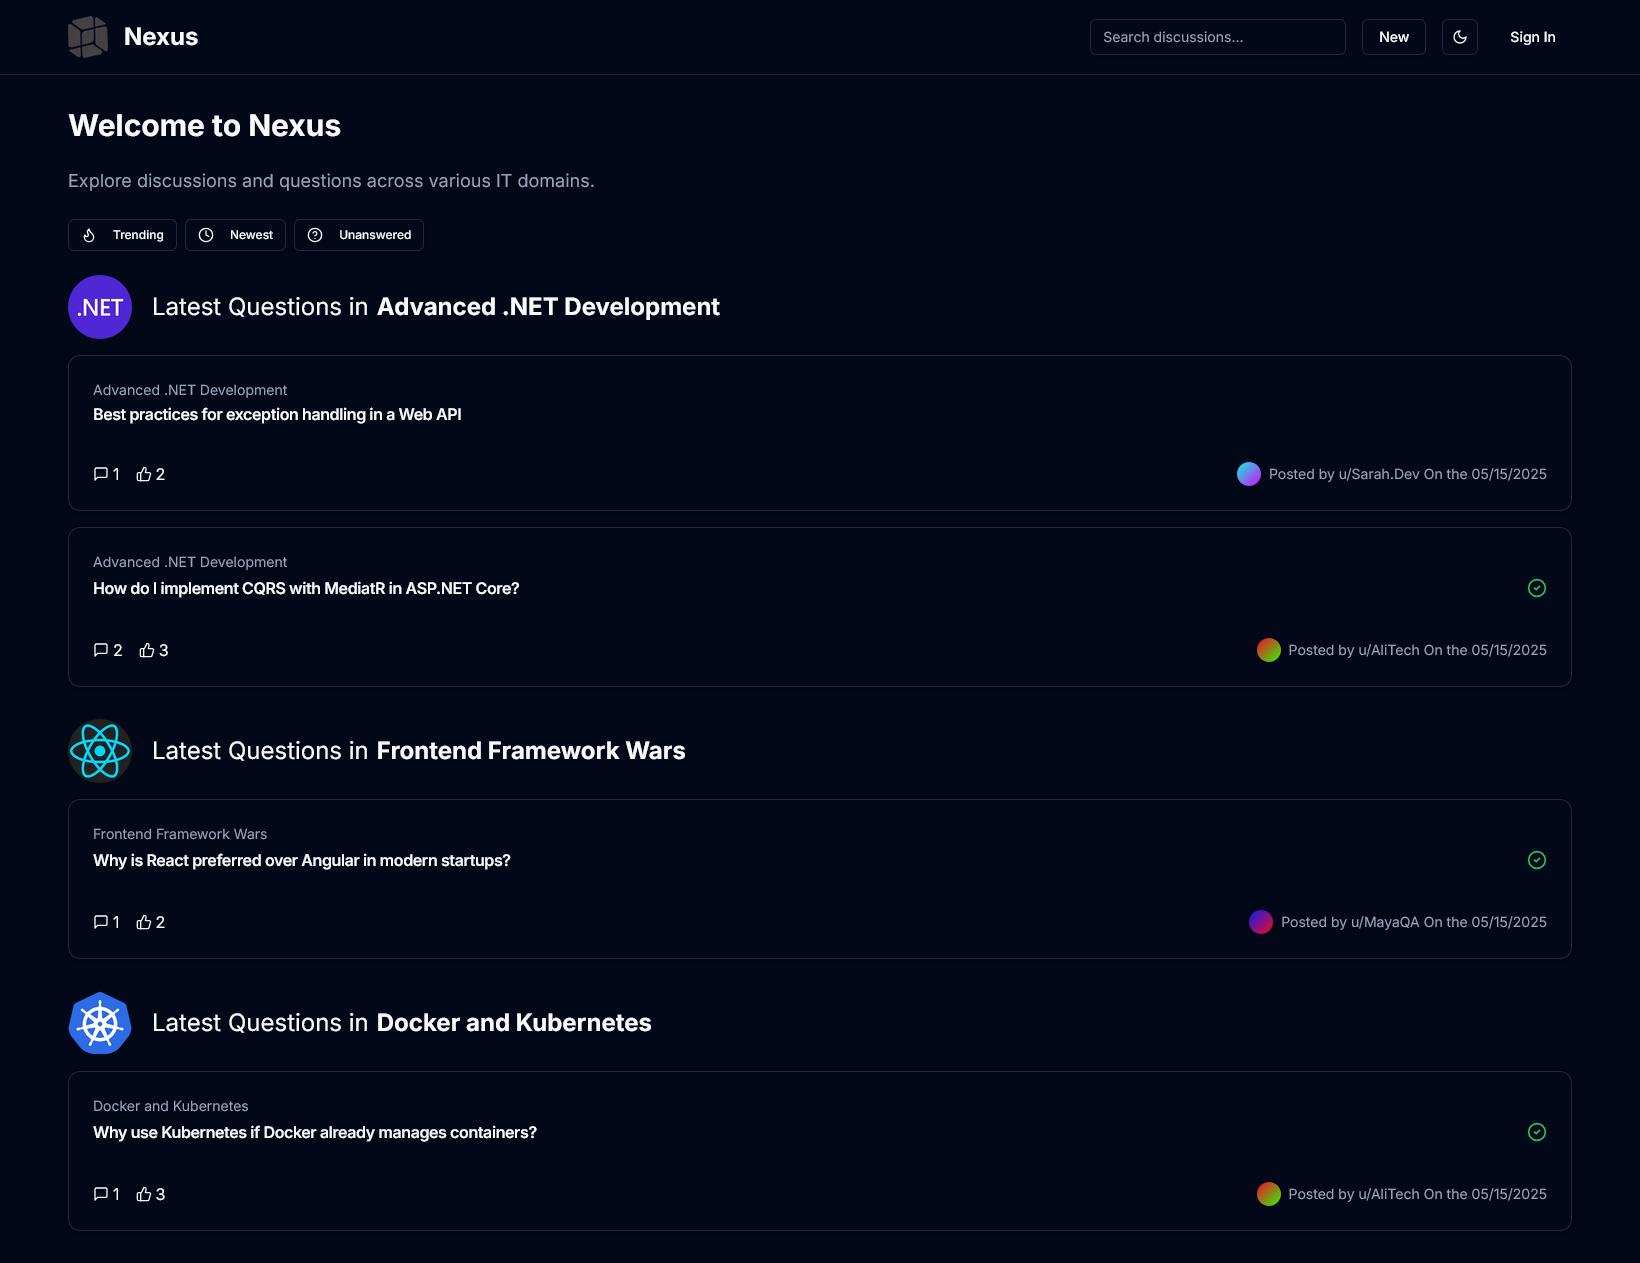 Nexus
Search discussions...
New
Sign In
Welcome to Nexus
Explore discussions and questions across various IT domains.
Trending
Newest
Unanswered
.NET
Latest Questions in Advanced .NET Development
Advanced .NET Development
Best practices for exception handling in a Web API
1
2
Posted by u/Sarah.Dev On the 05/15/2025
Advanced .NET Development
How do I implement CQRS with MediatR in ASP.NET Core?
2
3
Posted by u/AliTech On the 05/15/2025
Latest Questions in Frontend Framework Wars
Frontend Framework Wars
Why is React preferred over Angular in modern startups?
1
2
Posted by u/MayaQA On the 05/15/2025
Latest Questions in Docker and Kubernetes
Docker and Kubernetes
Why use Kubernetes if Docker already manages containers?
1
3
Posted by u/AliTech On the 05/15/2025